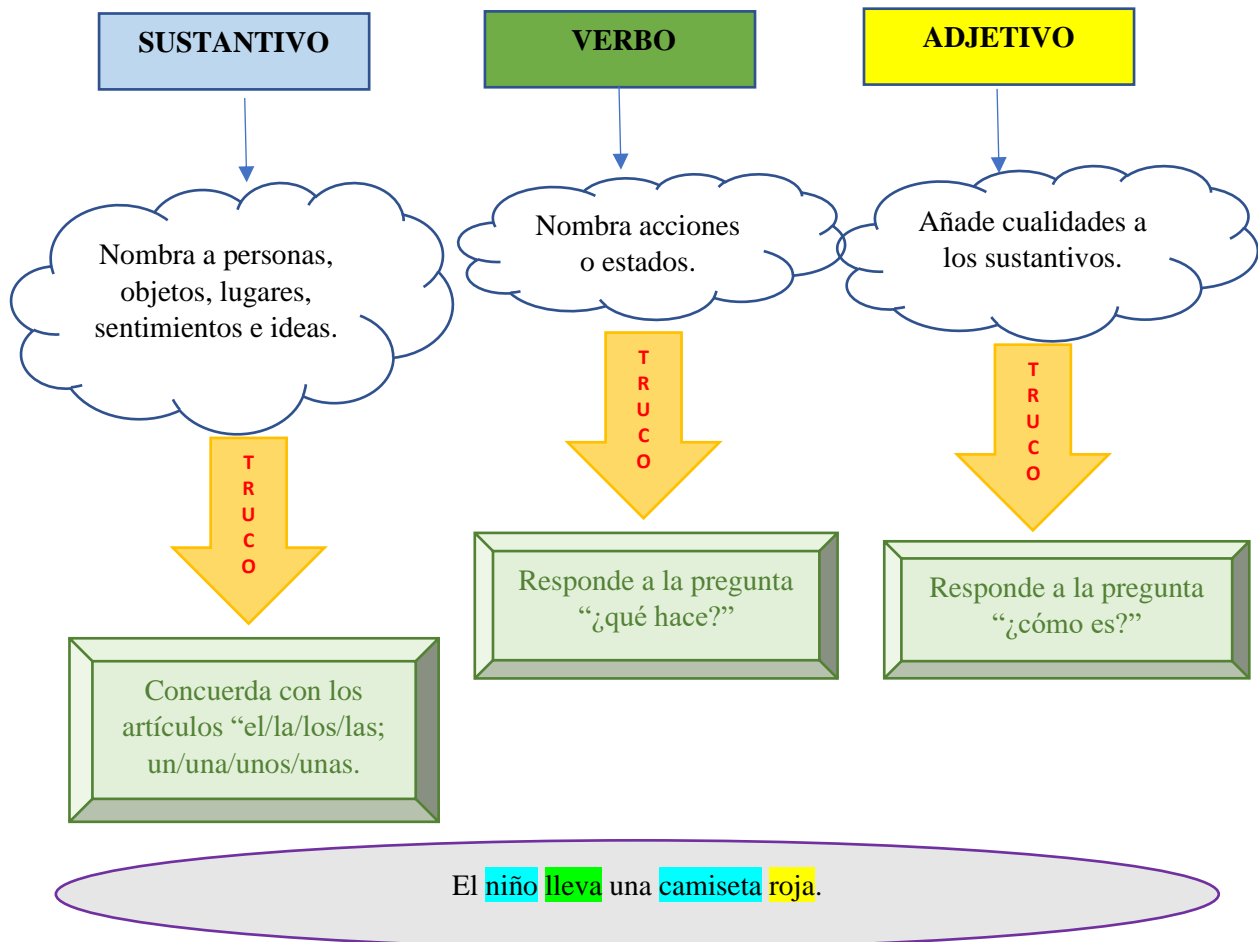 SUSTANTIVO
VERBO
ADJETIVO
Nombra a personas,
objetos, lugares,
sentimientos e ideas.
Nombra acciones
o estados.
Añade cualidades a
los sustantivos.
T
R
U
C
O
T
R
U
C
O
T
R
U
C
O
Concuerda con los
artículos “el/la/los/las;
un/una/unos/unas.
Responde a la pregunta
“¿qué hace?”
Responde a la pregunta
“¿cómo es?”
El niño lleva una camiseta roja.